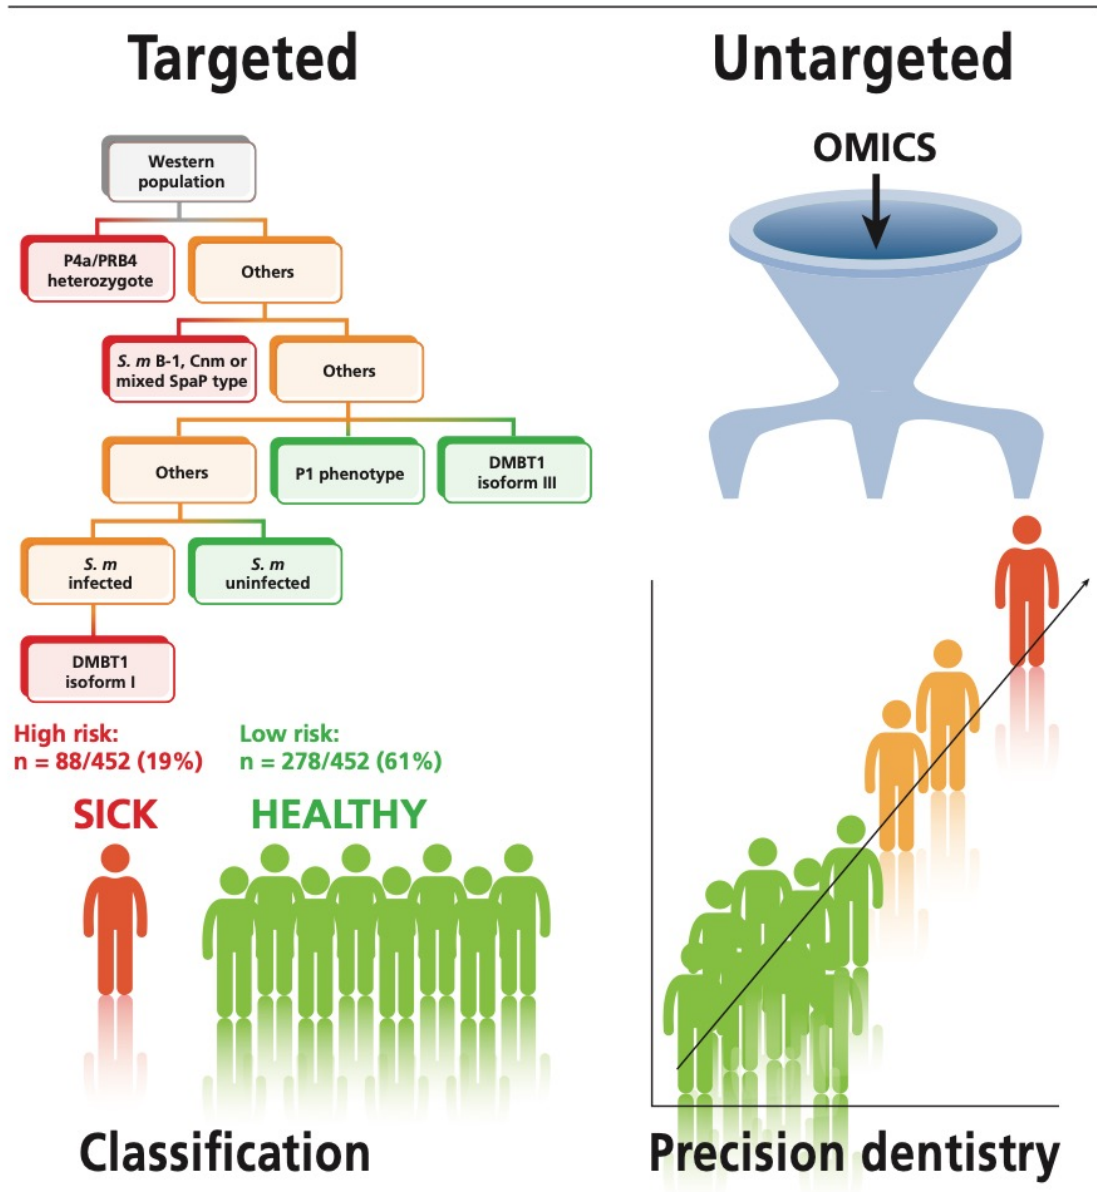 Targeted
Western
population
P4a/PRB4
heterozygote
Others
S. m B-1, Cnm or
mixed SpaP type
Others
Others
P1 phenotype
DMBT1
isoform III
S. m
infected
S. m
uninfected
DMBT1
isoform I
High risk:
n = 88/452 (19%)
Low risk:
n = 278/452 (61%)
SICK
HEALTHY
Classification
Untargeted
OMICS
Precision dentistry